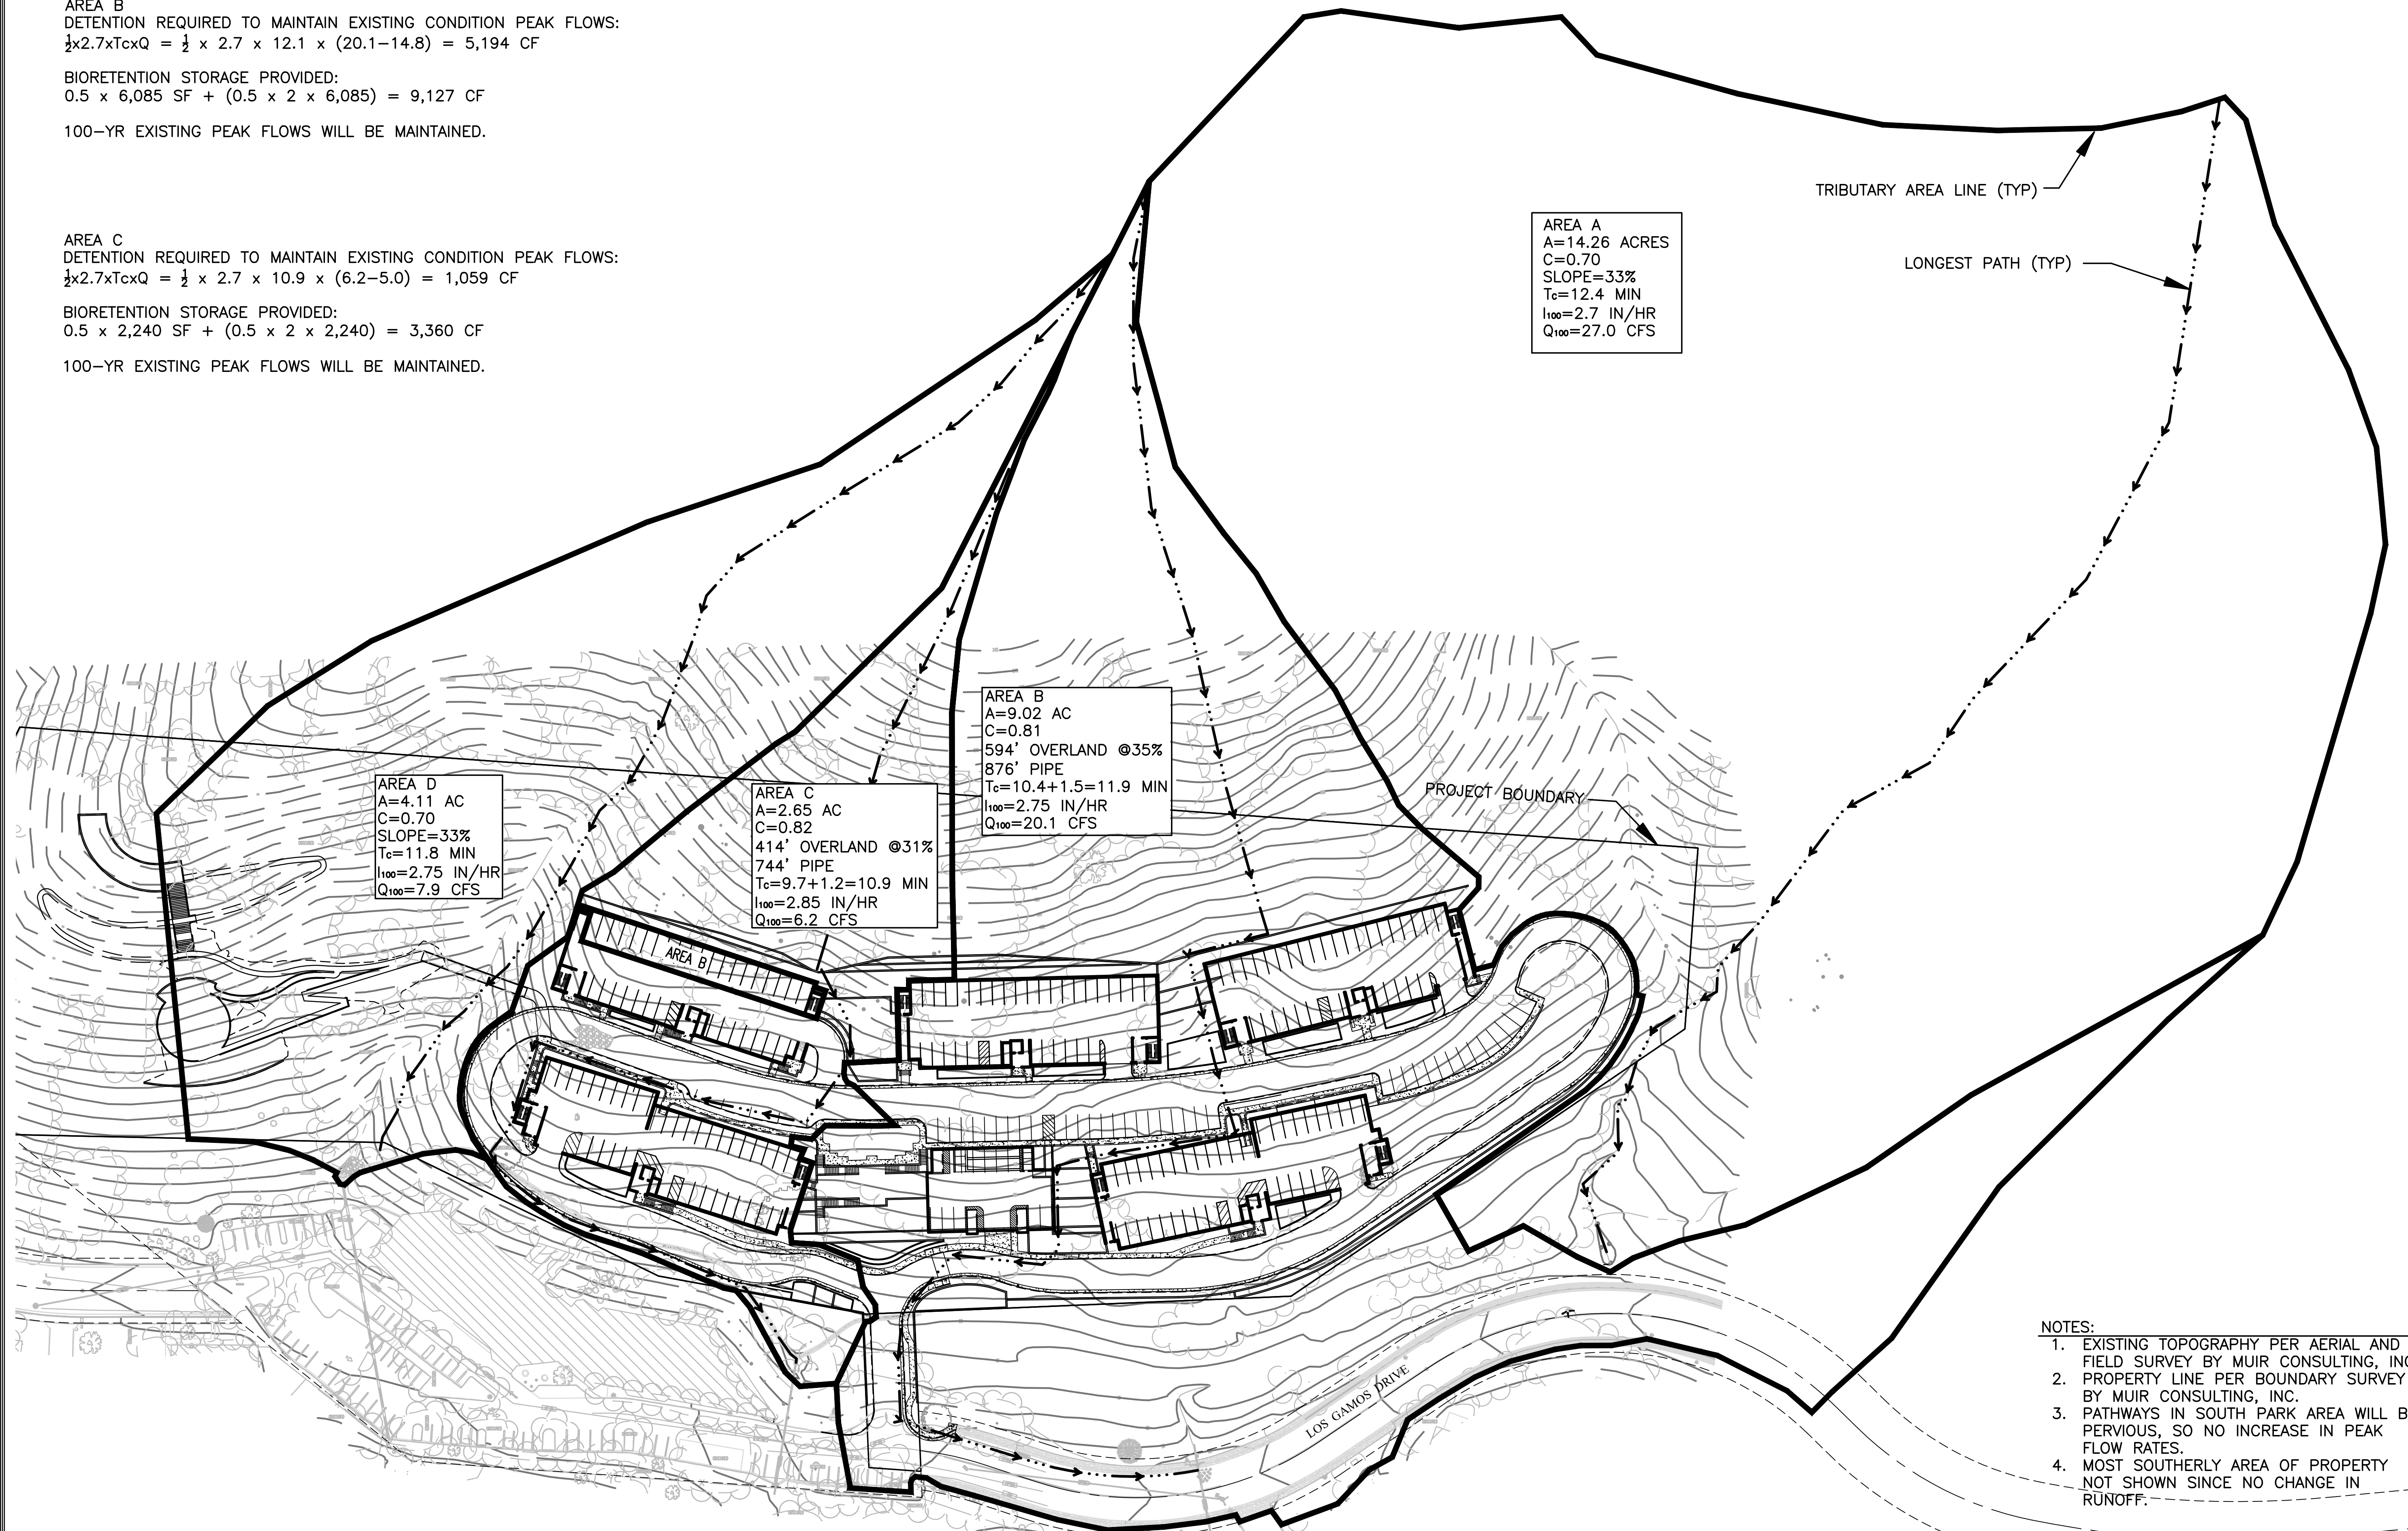 AREA B
DETENTION REQUIRED TO MAINTAIN EXISTING CONDITION PEAK FLOWS:
½x2.7xTcxQ = ½ x 2.7 x 12.1 x (20.1-14.8) = 5,194 CF
BIORETENTION STORAGE PROVIDED:
0.5 x 6,085 SF + (0.5 x 2 x 6,085) = 9,127 CF
100-YR EXISTING PEAK FLOWS WILL BE MAINTAINED.
AREA C
DETENTION REQUIRED TO MAINTAIN EXISTING CONDITION PEAK FLOWS:
½x2.7xTcxQ = ½ x 2.7 x 10.9 x (6.2-5.0) = 1,059 CF
BIORETENTION STORAGE PROVIDED:
0.5 x 2,240 SF + (0.5 x 2 x 2,240) = 3,360 CF
100-YR EXISTING PEAK FLOWS WILL BE MAINTAINED.
TRIBUTARY AREA LINE (TYP)
LONGEST PATH (TYP)
AREA A
A=14.26 ACRES
C=0.70
SLOPE=33%
Tc=12.4 MIN
I100=2.7 IN/HR
Q100=27.0 CFS
AREA B
A=9.02 AC
C=0.81
594' OVERLAND @35%
876' PIPE
Tc=10.4+1.5=11.9 MIN
I100=2.75 IN/HR
Q100=20.1 CFS
AREA D
A=4.11 AC
C=0.70
SLOPE=33%
Tc=11.8 MIN
I100=2.75 IN/HR
Q100=7.9 CFS
AREA C
A=2.65 AC
C=0.82
414' OVERLAND @31%
744' PIPE
Tc=9.7+1.2=10.9 MIN
I100=2.85 IN/HR
Q100=6.2 CFS
PROJECT BOUNDARY
AREA B
LOS GAMOS DRIVE
NOTES:
1. EXISTING TOPOGRAPHY PER AERIAL AND
FIELD SURVEY BY MUIR CONSULTING, INC
2. PROPERTY LINE PER BOUNDARY SURVEY
BY MUIR CONSULTING, INC.
3. PATHWAYS IN SOUTH PARK AREA WILL B
PERVIOUS, SO NO INCREASE IN PEAK
FLOW RATES.
4. MOST SOUTHERLY AREA OF PROPERTY
NOT SHOWN SINCE NO CHANGE IN
RUNOFF.